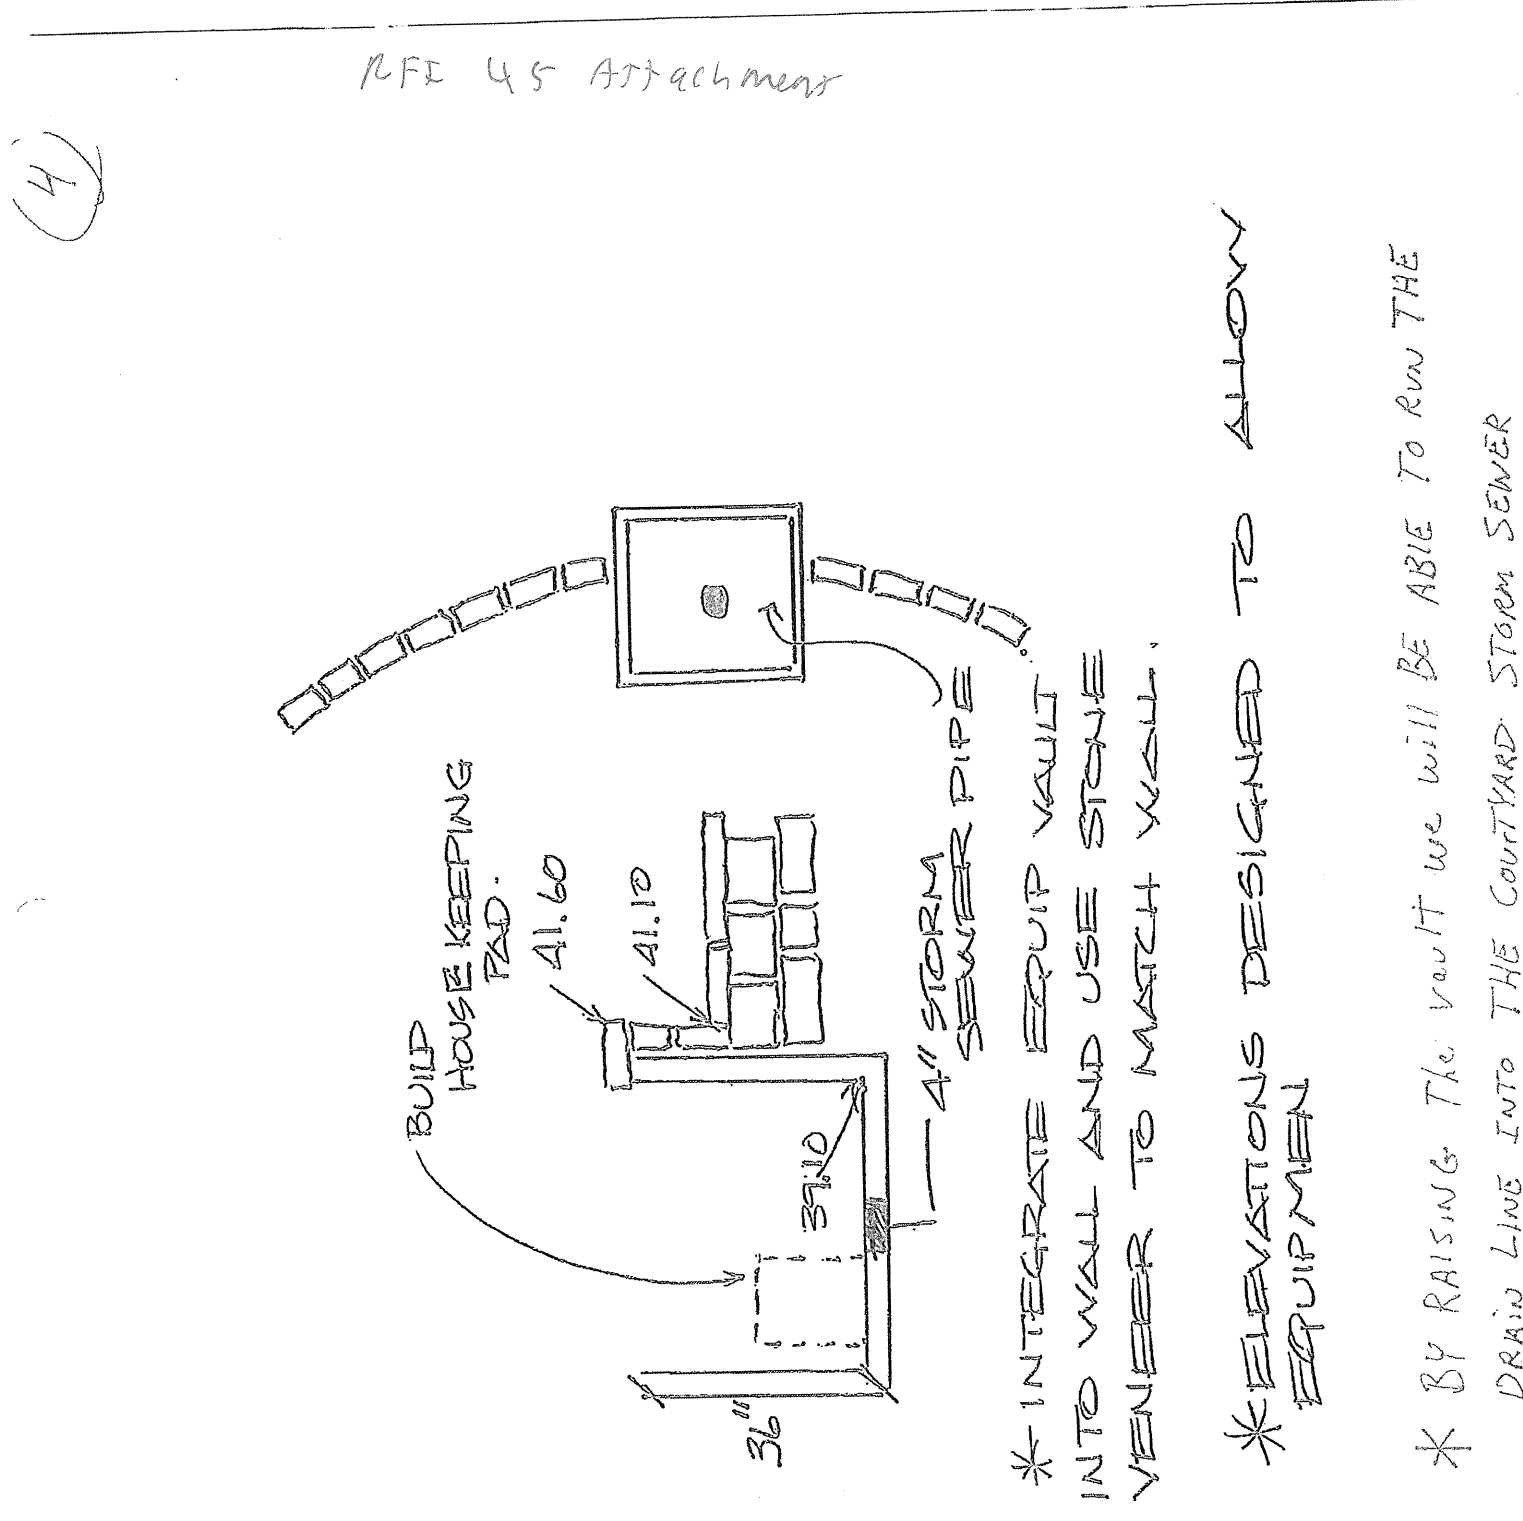 RFI 45 Attachment
4
BUILD
HOUSE KEEPING
PAD.
41.60
41.10
39.10
36"
4" STORM
SEWER PIPE
* INTEGRATE EQUIP VAULT
INTO WALL AND USE STONE
VENEER TO MATCH WALL.
* ELEVATIONS DESIGNED TO ALLOW
EQUIPMEN
* BY RAISING The vault we will BE ABLE TO RUN THE
DRAIN LINE INTO THE COURTYARD STORM SEWER